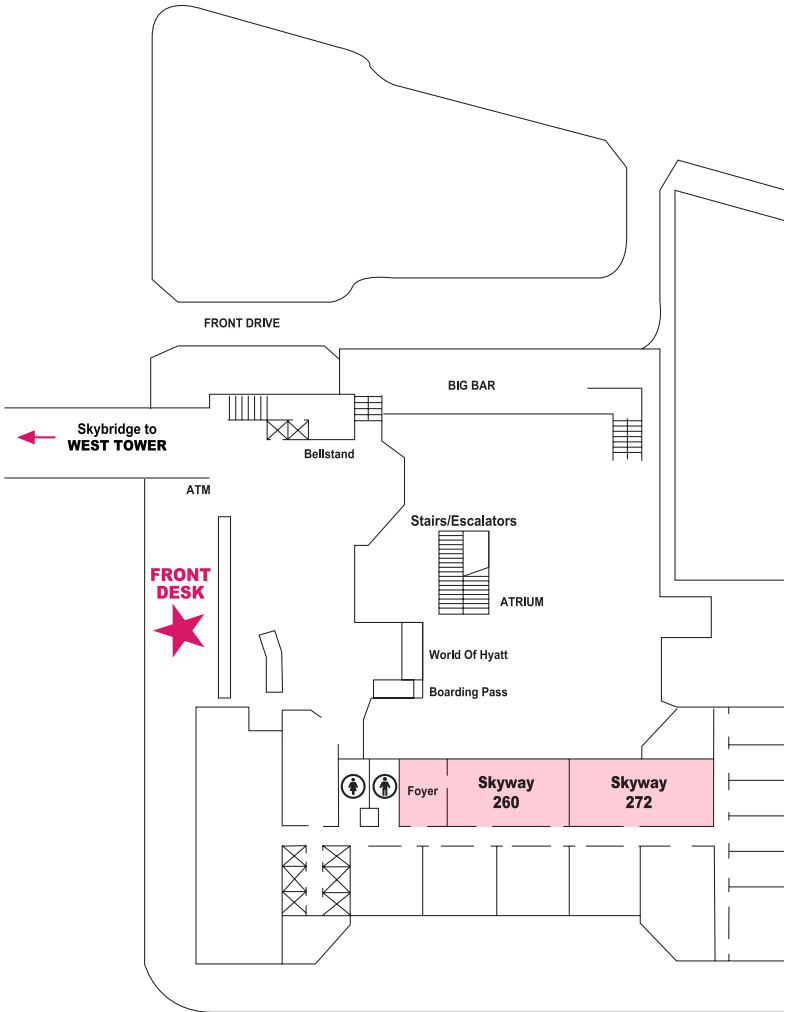 FRONT DRIVE
BIG BAR
Skybridge to
WEST TOWER
Bellstand
ATM
Stairs/Escalators
FRONT
DESK
ATRIUM
World Of Hyatt
Boarding Pass
Foyer
Skyway
260
Skyway
272